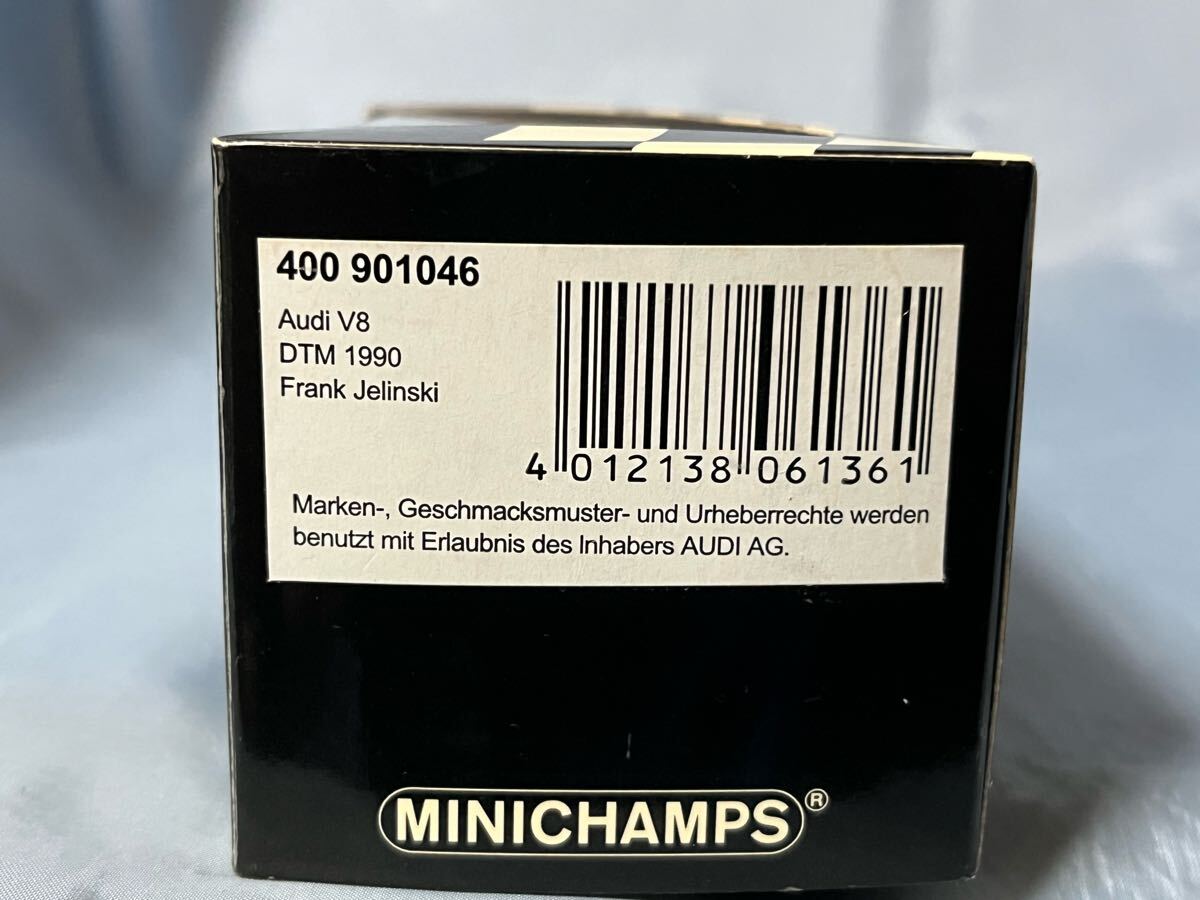 400 901046
Audi V8
DTM 1990
Frank Jelinski
4 012138 061361
Marken-, Geschmacksmuster- und Urheberrechte werden
benutzt mit Erlaubnis des Inhabers AUDI AG.
MINICHAMPS®